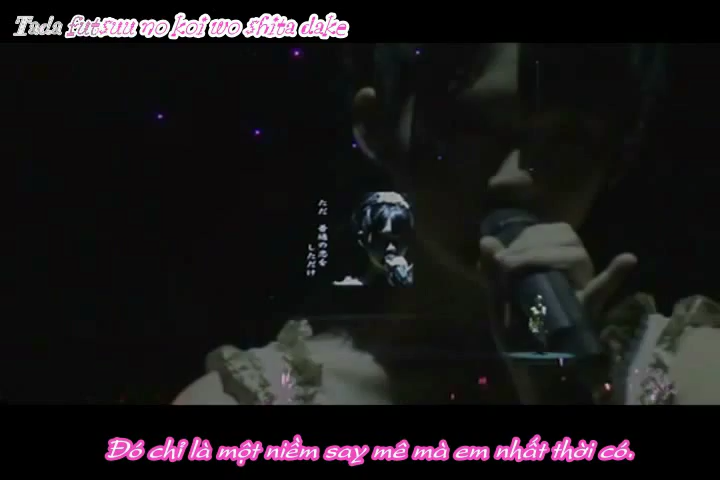 Tada futsuu no koi wo shita dake
ただ 普通の恋を
しただけ
Đó chỉ là một niềm say mê mà em nhất thời có.